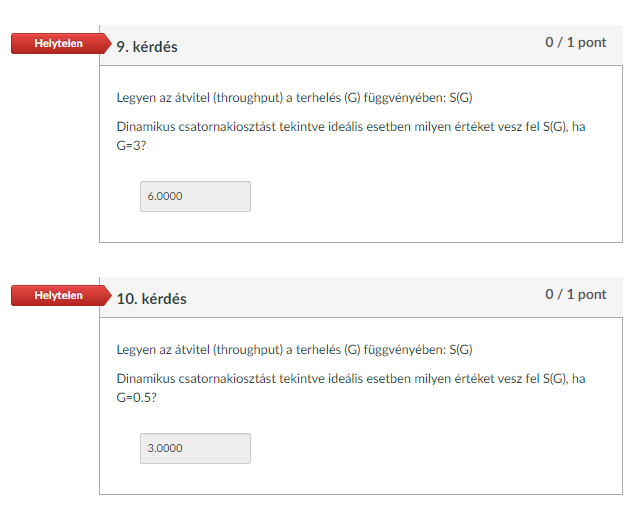 Helytelen
9. kérdés
0 / 1 pont
Legyen az átvitel (throughput) a terhelés (G) függvényében: S(G)
Dinamikus csatornakiosztást tekintve ideális esetben milyen értéket vesz fel S(G), ha
G=3?
6.0000
Helytelen
10. kérdés
0 / 1 pont
Legyen az átvitel (throughput) a terhelés (G) függvényében: S(G)
Dinamikus csatornakiosztást tekintve ideális esetben milyen értéket vesz fel S(G), ha
G=0.5?
3.0000